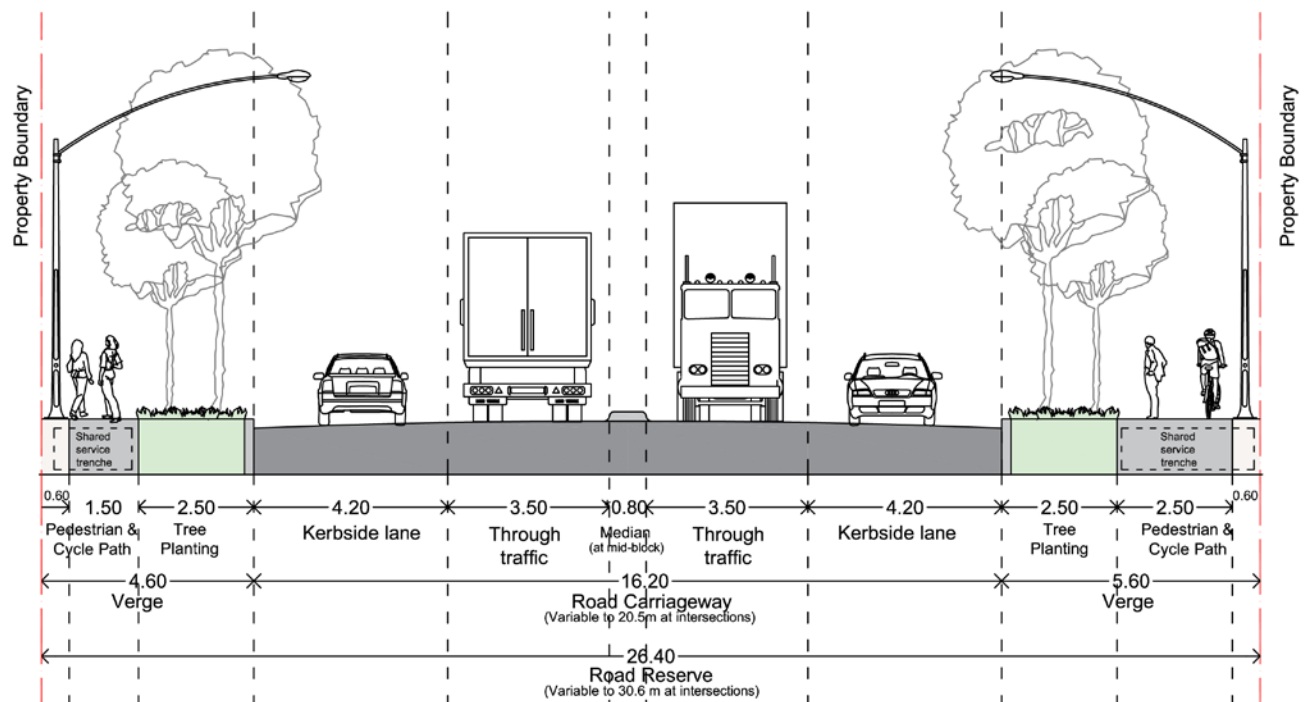 Property Boundary
Property Boundary
Shared
service
trenche
Shared
service
trenche
0.60
1.50
2.50
4.20
3.50
0.80
3.50
4.20
2.50
2.50
0.60
Pedestrian &
Cycle Path
Tree
Planting
Kerbside lane
Through
traffic
Median
(at mid-block)
Through
traffic
Kerbside lane
Tree
Planting
Pedestrian &
Cycle Path
4.60
Verge
16.20
Road Carriageway
(Variable to 20.5m at intersections)
5.60
Verge
26.40
Road Reserve
(Variable to 30.6 m at intersections)